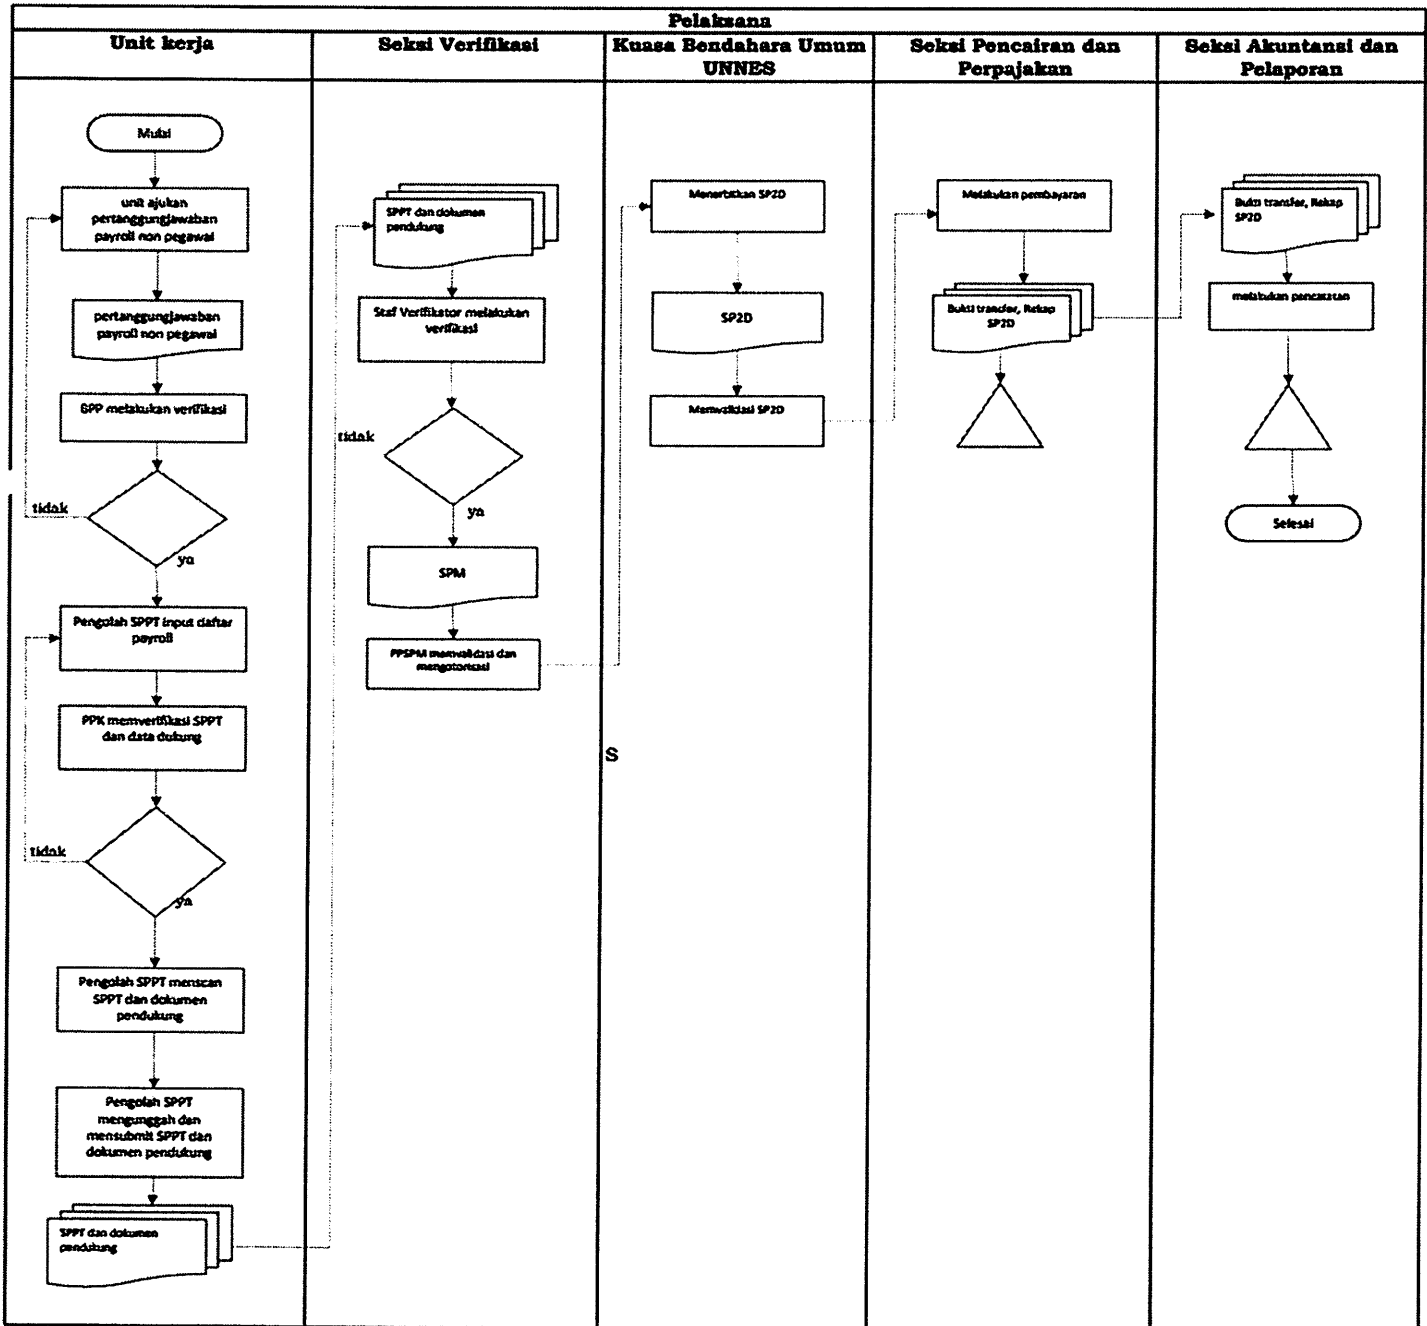 Pelaksana
Unit kerja
Seksi Verifikasi
Kuasa Bendahara Umum
UNNES
Seksi Pencairan dan
Perpajakan
Seksi Akuntansi dan
Pelaporan
Mulai
unit ajukan
pertanggungjawaban
payroll non pegawai
pertanggungjawaban
payroll non pegawai
BPP melakukan verifikasi
tidak
ya
Pengolah SPPT input daftar
payroll
PPK memverifikasi SPPT
dan data dukung
tidak
ya
Pengolah SPPT menscan
SPPT dan dokumen
pendukung
Pengolah SPPT
mengunggah dan
mensubmit SPPT dan
dokumen pendukung
SPPT dan dokumen
pendukung
SPPT dan dokumen
pendukung
Staf Verifikator melakukan
verifikasi
tidak
ya
SPM
PPSPM memvalidasi dan
mengotorisasi
Menerbitkan SP2D
SP2D
Memvalidasi SP2D
S
Melakukan pembayaran
Bukti transfer, Rekap
SP2D
Bukti transfer, Rekap
SP2D
melakukan pencatatan
Selesai